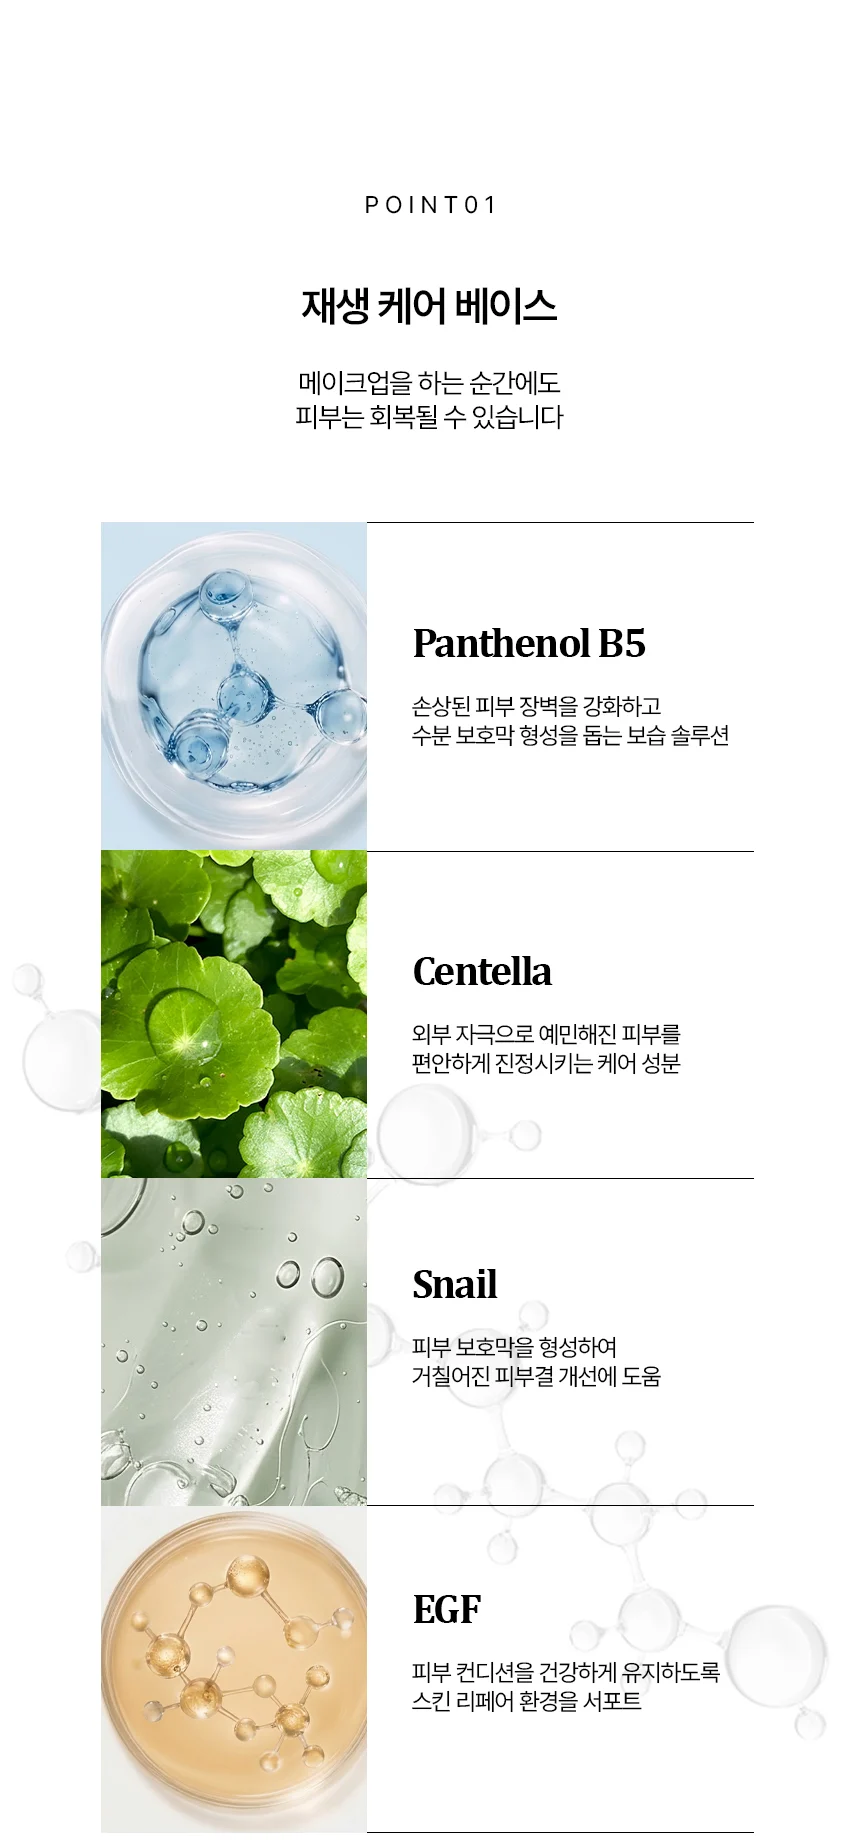 POINT01
재생 케어 베이스
메이크업을 하는 순간에도
피부는 회복될 수 있습니다
Panthenol B5
손상된 피부 장벽을 강화하고
수분 보호막 형성을 돕는 보습 솔루션
Centella
외부 자극으로 예민해진 피부를
편안하게 진정시키는 케어 성분
Snail
피부 보호막을 형성하여
거칠어진 피부결 개선에 도움
EGF
피부 컨디션을 건강하게 유지하도록
스킨 리페어 환경을 서포트